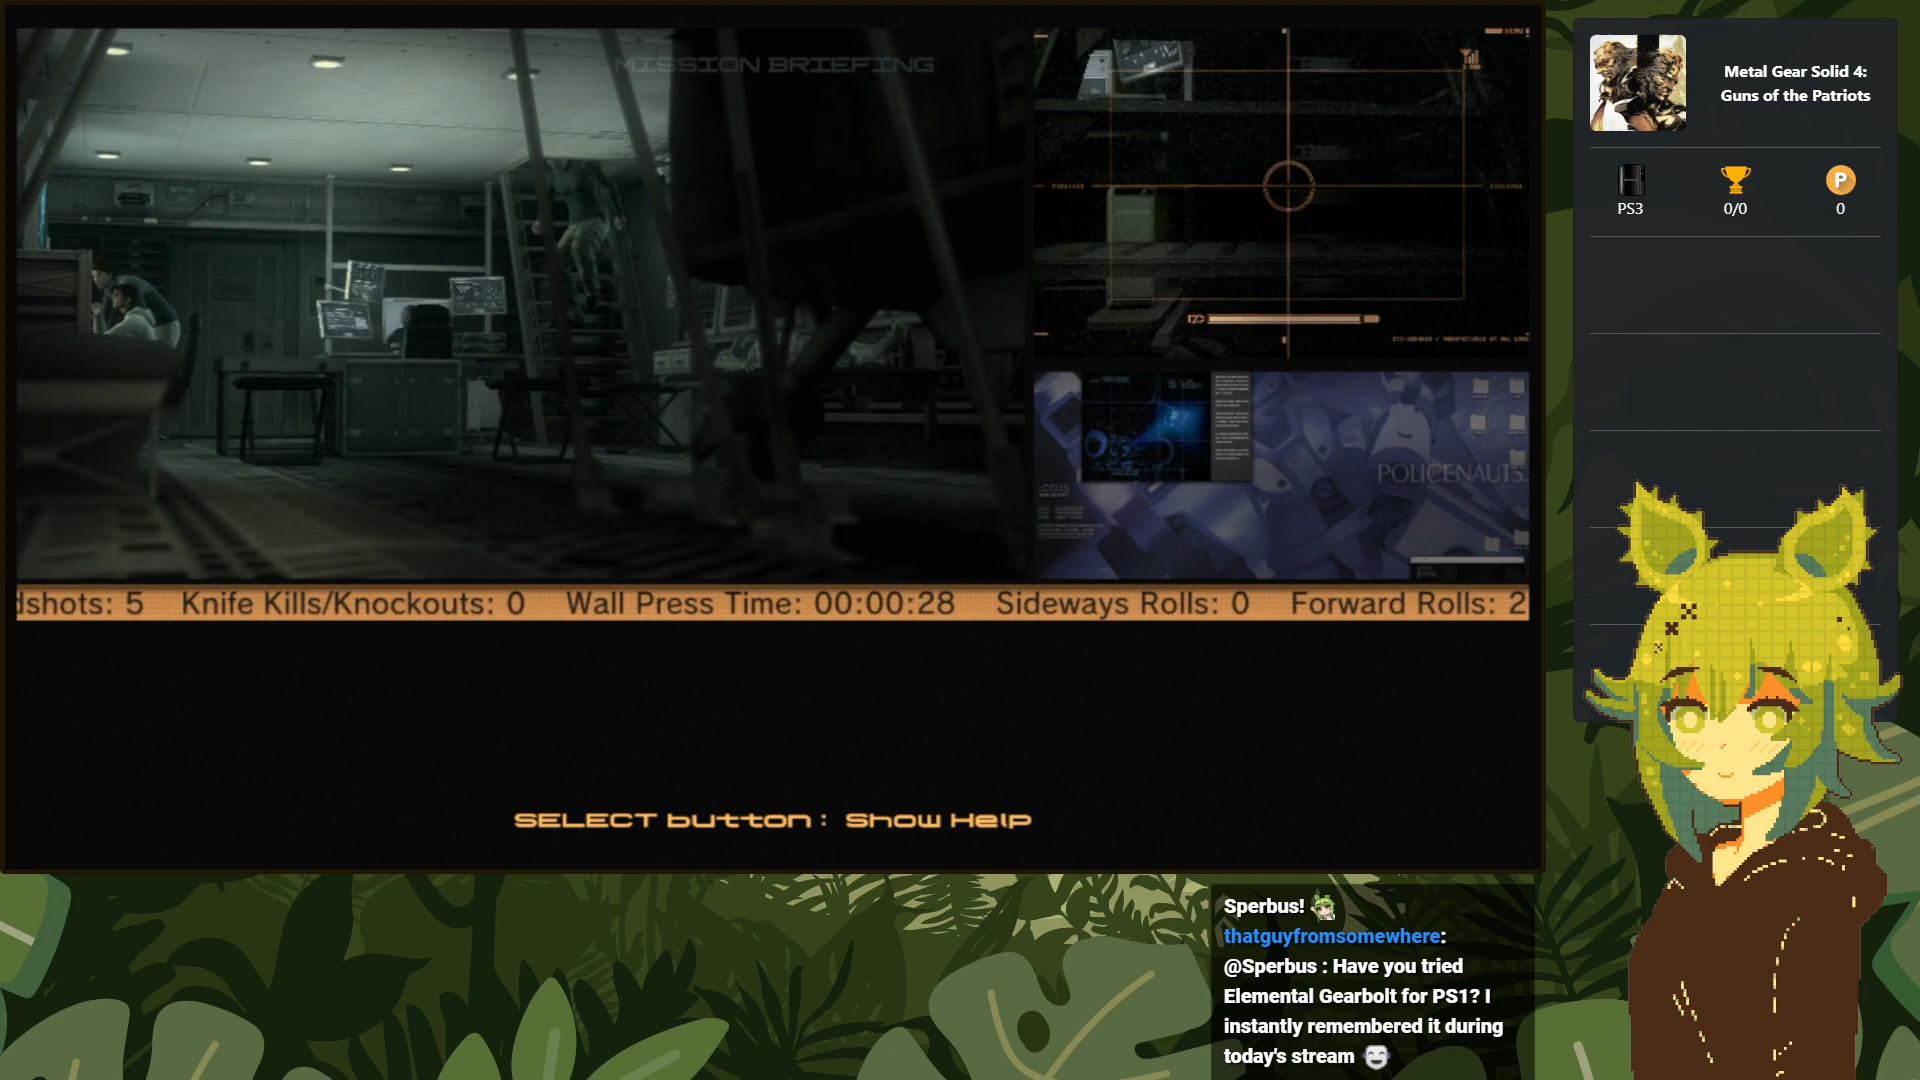 MISSION BRIEFING
POLICENAUTS.
dshots: 5 Knife Kills/Knockouts: 0 Wall Press Time: 00:00:28 Sideways Rolls: 0 Forward Rolls: 2
SELECT button : Show Help
Metal Gear Solid 4:
Guns of the Patriots
P
PS3
0/0
0
Sperbus!
thatguyfromsomewhere:
@Sperbus : Have you tried
Elemental Gearbolt for PS1? I
instantly remembered it during
today's stream